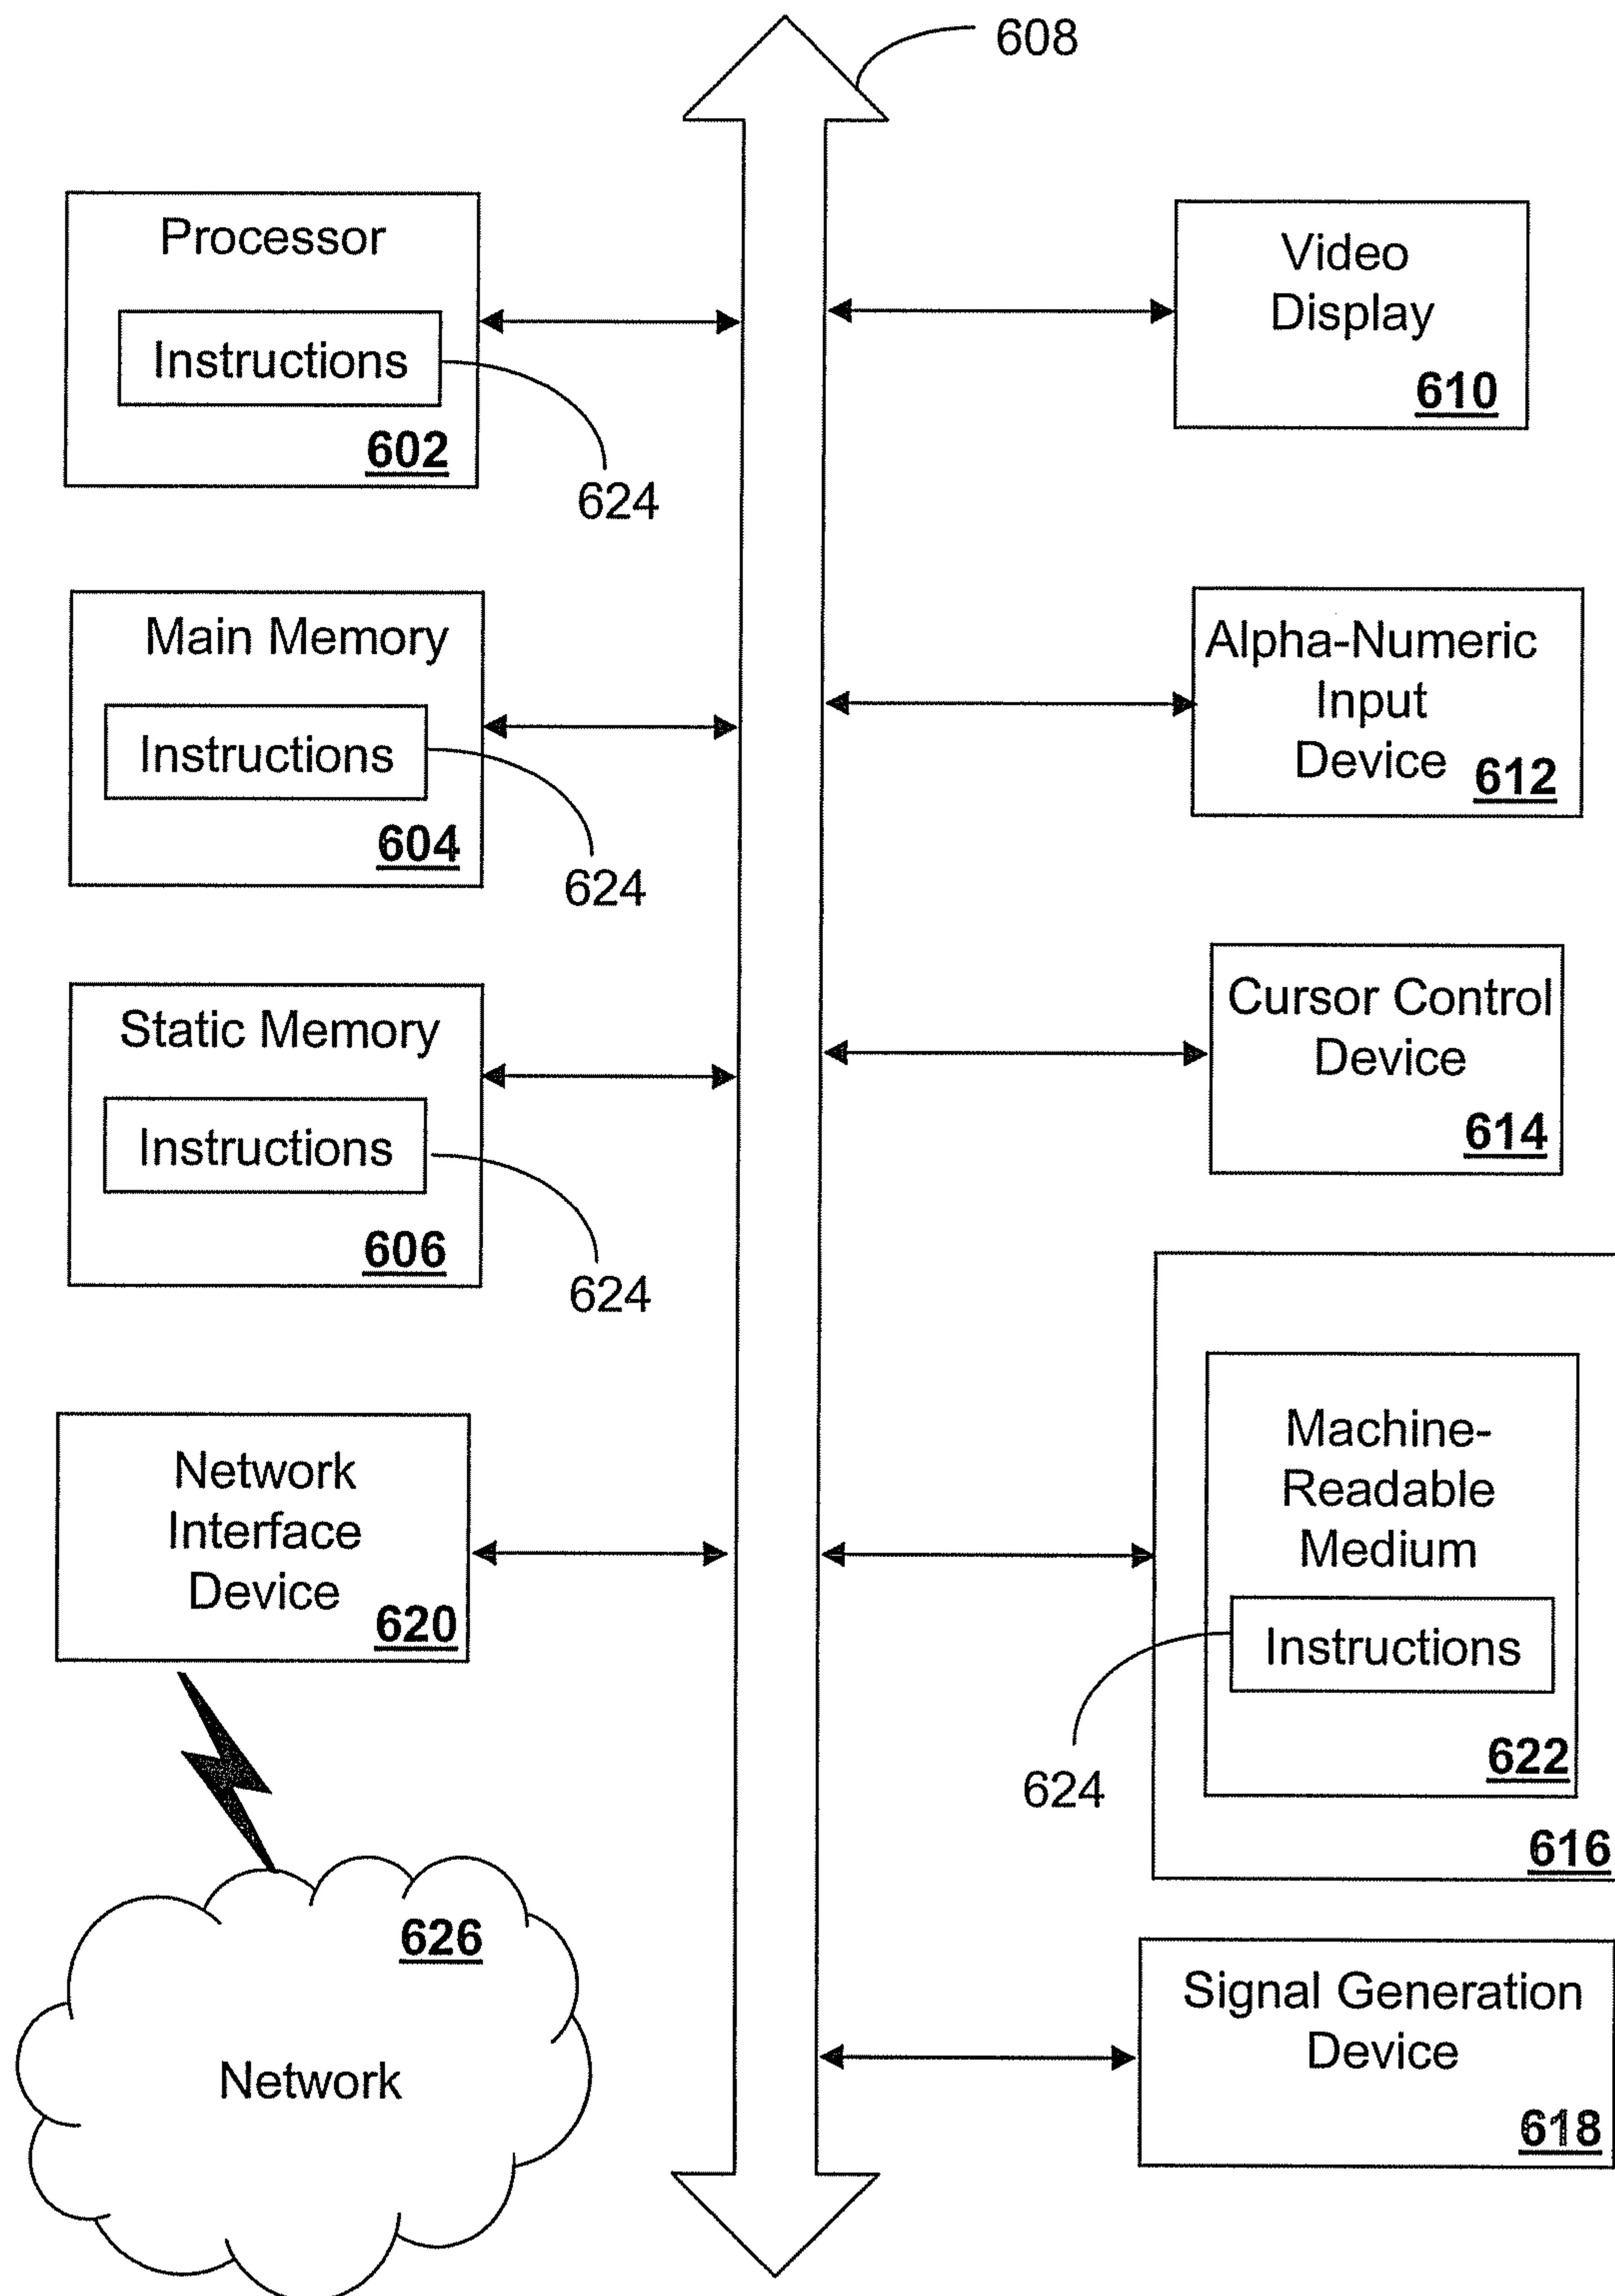 608
Processor
Instructions
602
624
Main Memory
Instructions
604
624
Static Memory
Instructions
606
624
Network
Interface
Device
620
626
Network
Video
Display
610
Alpha-Numeric
Input
Device
612
Cursor Control
Device
614
Machine-
Readable
Medium
Instructions
622
624
616
Signal Generation
Device
618